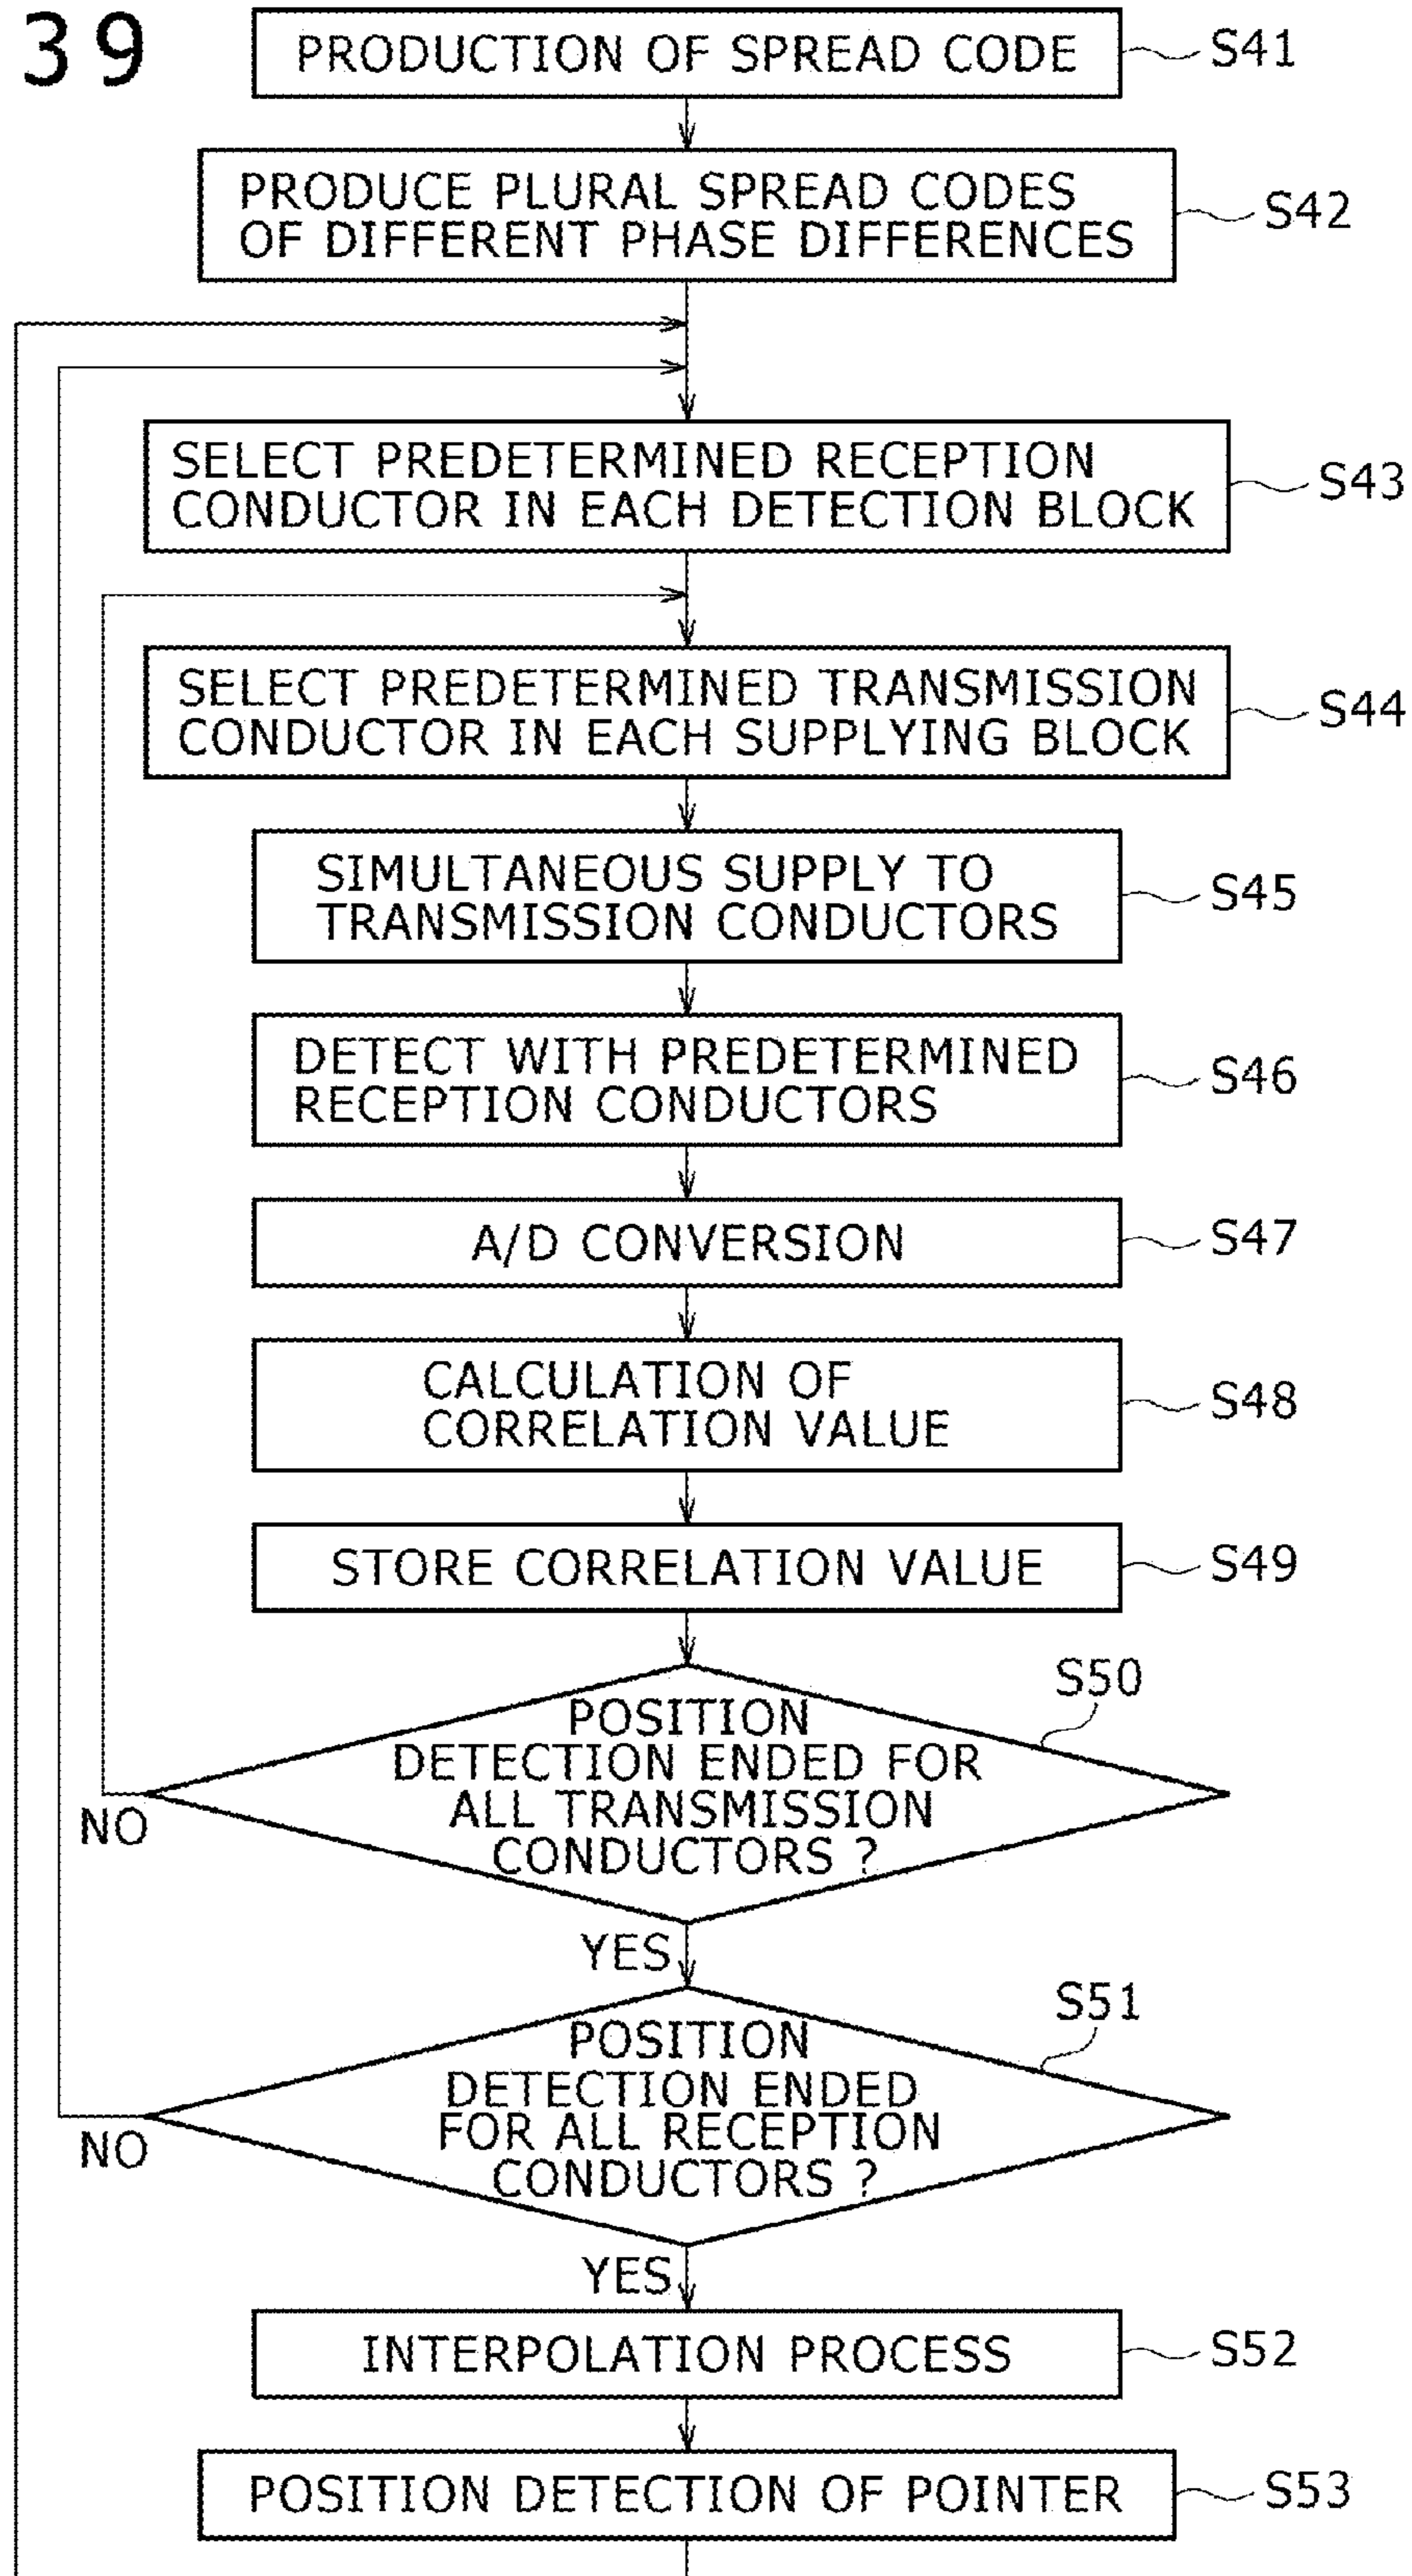 39
PRODUCTION OF SPREAD CODE
S41
PRODUCE PLURAL SPREAD CODES
OF DIFFERENT PHASE DIFFERENCES
S42
SELECT PREDETERMINED RECEPTION
CONDUCTOR IN EACH DETECTION BLOCK
S43
SELECT PREDETERMINED TRANSMISSION
CONDUCTOR IN EACH SUPPLYING BLOCK
S44
SIMULTANEOUS SUPPLY TO
TRANSMISSION CONDUCTORS
S45
DETECT WITH PREDETERMINED
RECEPTION CONDUCTORS
S46
A/D CONVERSION
S47
CALCULATION OF
CORRELATION VALUE
S48
STORE CORRELATION VALUE
S49
S50
POSITION
DETECTION ENDED FOR
ALL TRANSMISSION
CONDUCTORS ?
NO
YES
S51
POSITION
DETECTION ENDED
FOR ALL RECEPTION
CONDUCTORS ?
NO
YES
INTERPOLATION PROCESS
S52
POSITION DETECTION OF POINTER
S53